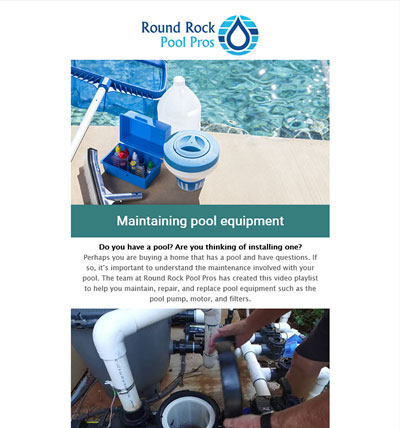 Round Rock
Pool Pros
Maintaining pool equipment
Do you have a pool? Are you thinking of installing one?
Perhaps you are buying a home that has a pool and have questions. If
so, it's important to understand the maintenance involved with your
pool. The team at Round Rock Pool Pros has created this video playlist
to help you maintain, repair, and replace pool equipment such as the
pool pump, motor, and filters.